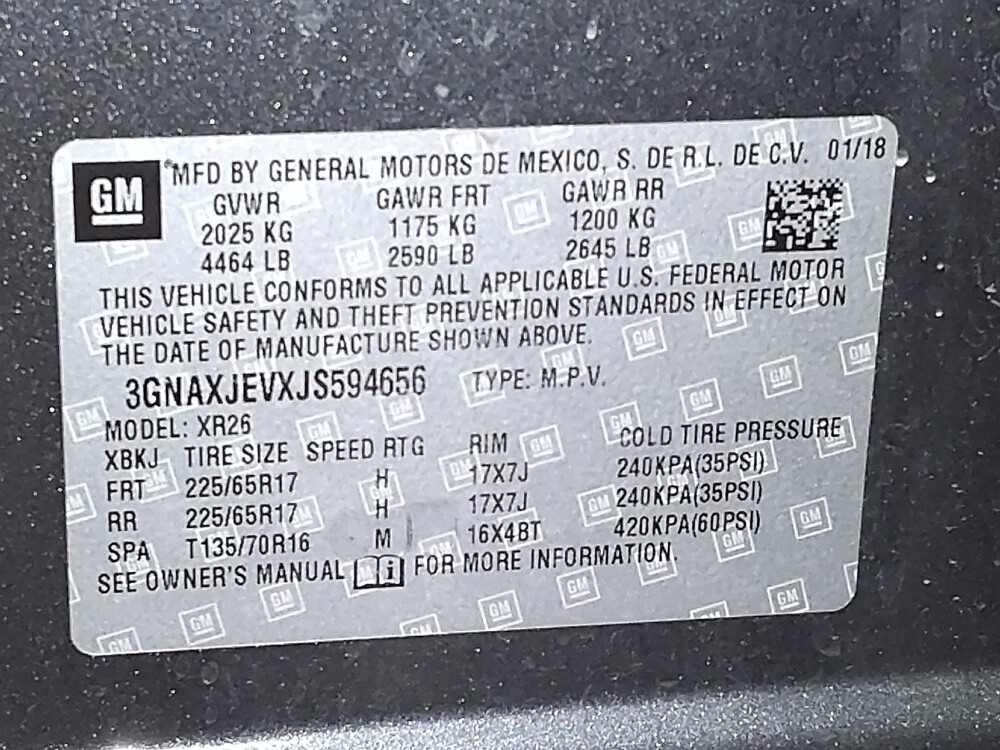 GM MFD BY GENERAL MOTORS DE MEXICO, S. DE R.L. DE C.V. 01/18
GVWR GAWR FRT GAWR RR
2025 KG 1175 KG 1200 KG
4464 LB 2590 LB 2645 LB
THIS VEHICLE CONFORMS TO ALL APPLICABLE U.S. FEDERAL MOTOR
VEHICLE SAFETY AND THEFT PREVENTION STANDARDS IN EFFECT ON
THE DATE OF MANUFACTURE SHOWN ABOVE.
3GNAXJEVXJS594656 TYPE: M.P.V.
MODEL: XR26
XBKJ TIRE SIZE SPEED RTG RIM COLD TIRE PRESSURE
FRT 225/65R17 H 17X7J 240KPA(35PSI)
RR 225/65R17 H 17X7J 240KPA(35PSI)
SPA T135/70R16 M 16X4BT 420KPA(60PSI)
SEE OWNER'S MANUAL i FOR MORE INFORMATION.